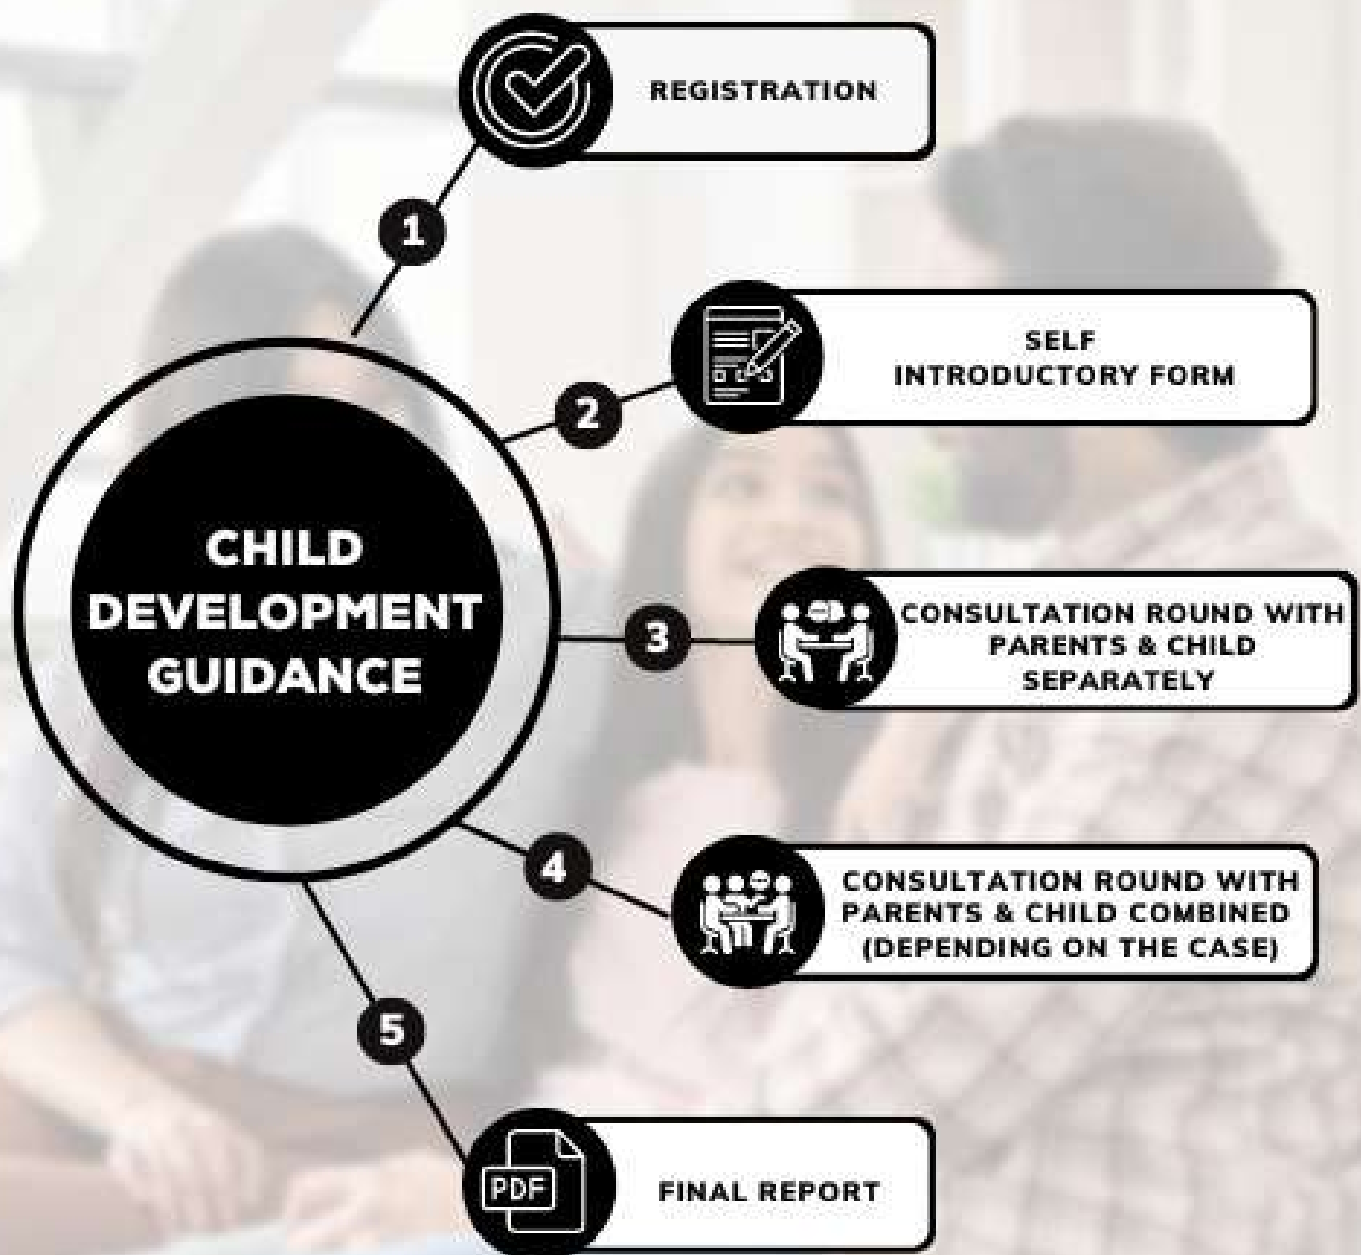 REGISTRATION
1
SELF
INTRODUCTORY FORM
2
CHILD
DEVELOPMENT
GUIDANCE
3
CONSULTATION ROUND WITH
PARENTS & CHILD
SEPARATELY
4
CONSULTATION ROUND WITH
PARENTS & CHILD COMBINED
(DEPENDING ON THE CASE)
5
PDF
FINAL REPORT